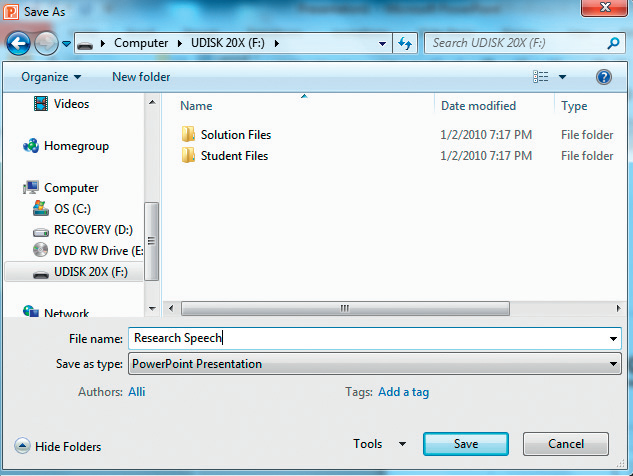 Save As
Computer UDISK 20X (F:)
Search UDISK 20X (F:)
Organize New folder
Name Date modified Type
Videos
Homegroup
Computer
OS (C:)
RECOVERY (D:)
DVD RW Drive (E:
UDISK 20X (F:)
Network
Solution Files 1/2/2010 7:17 PM File folder
Student Files 1/2/2010 7:17 PM File folder
File name: Research Speech
Save as type: PowerPoint Presentation
Authors: Alli Tags: Add a tag
Hide Folders Tools Save Cancel